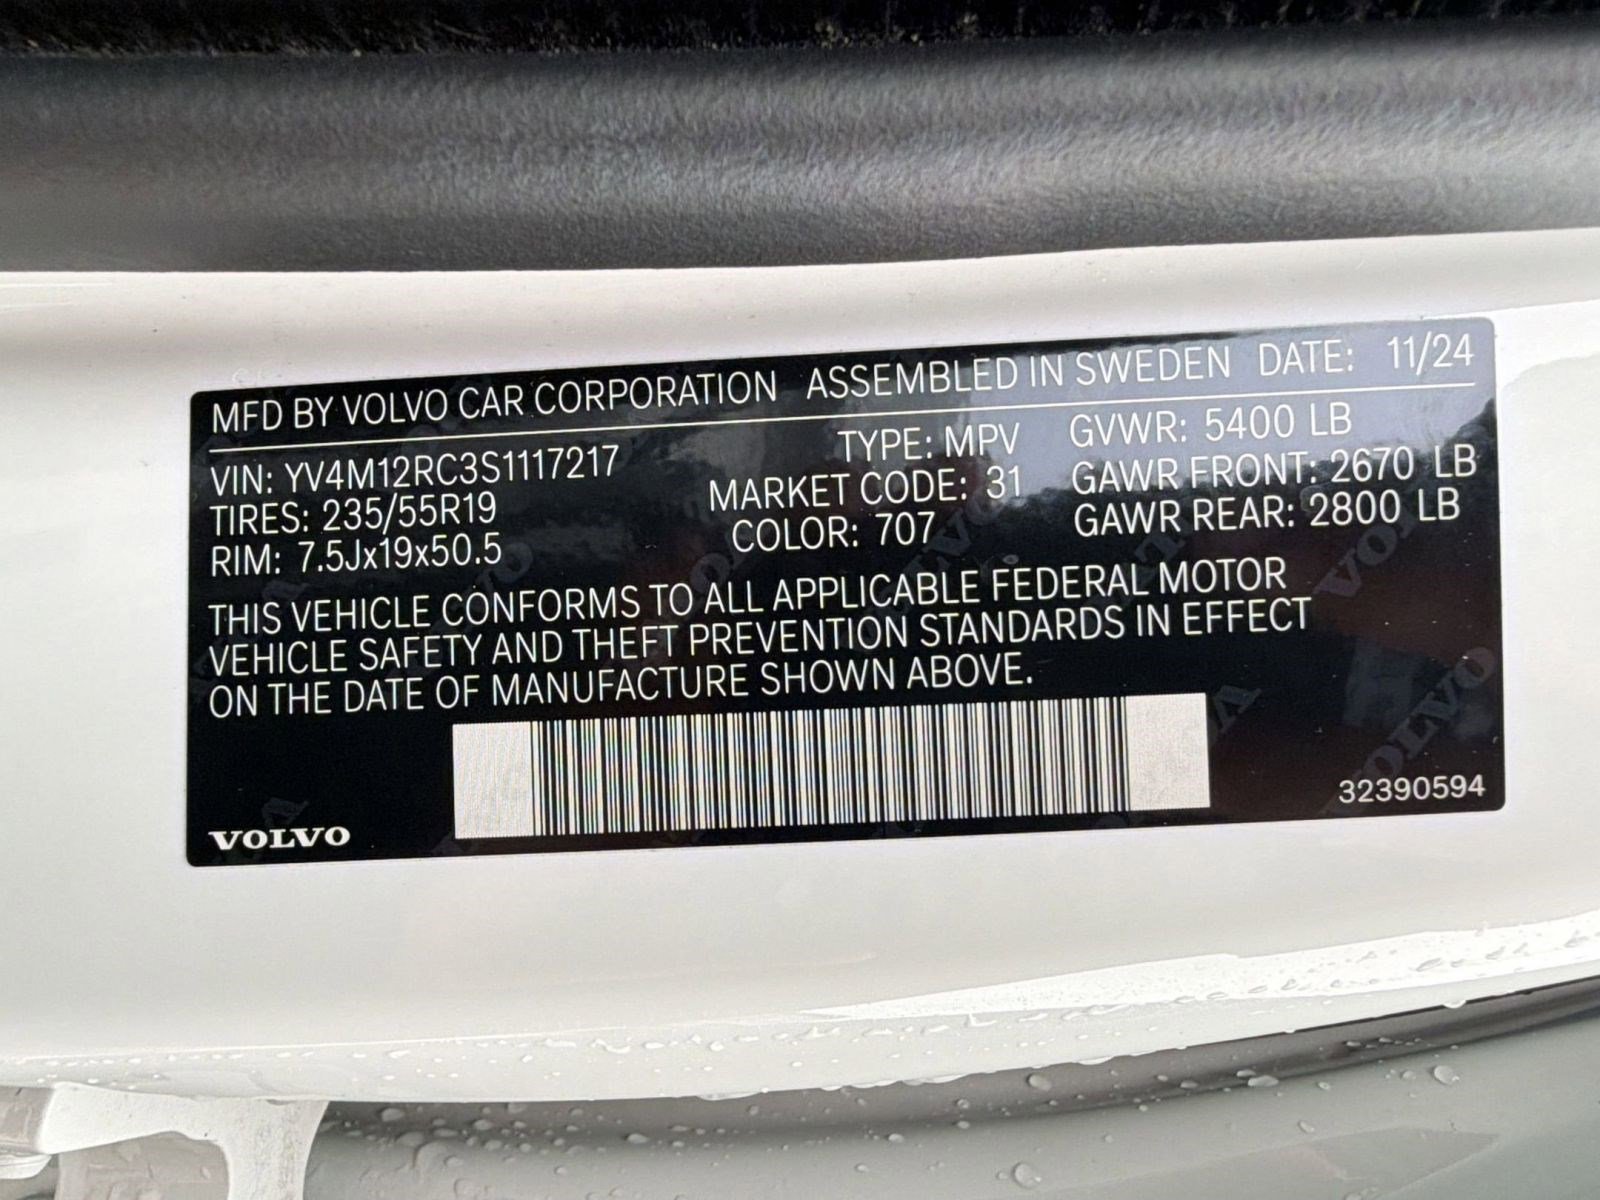 MFD BY VOLVO CAR CORPORATION ASSEMBLED IN SWEDEN DATE: 11/24
VIN: YV4M12RC3S1117217 TYPE: MPV GVWR: 5400 LB
TIRES: 235/55R19 MARKET CODE: 31 GAWR FRONT: 2670 LB
RIM: 7.5Jx19x50.5 COLOR: 707 GAWR REAR: 2800 LB
THIS VEHICLE CONFORMS TO ALL APPLICABLE FEDERAL MOTOR
VEHICLE SAFETY AND THEFT PREVENTION STANDARDS IN EFFECT
ON THE DATE OF MANUFACTURE SHOWN ABOVE.
VOLVO 32390594